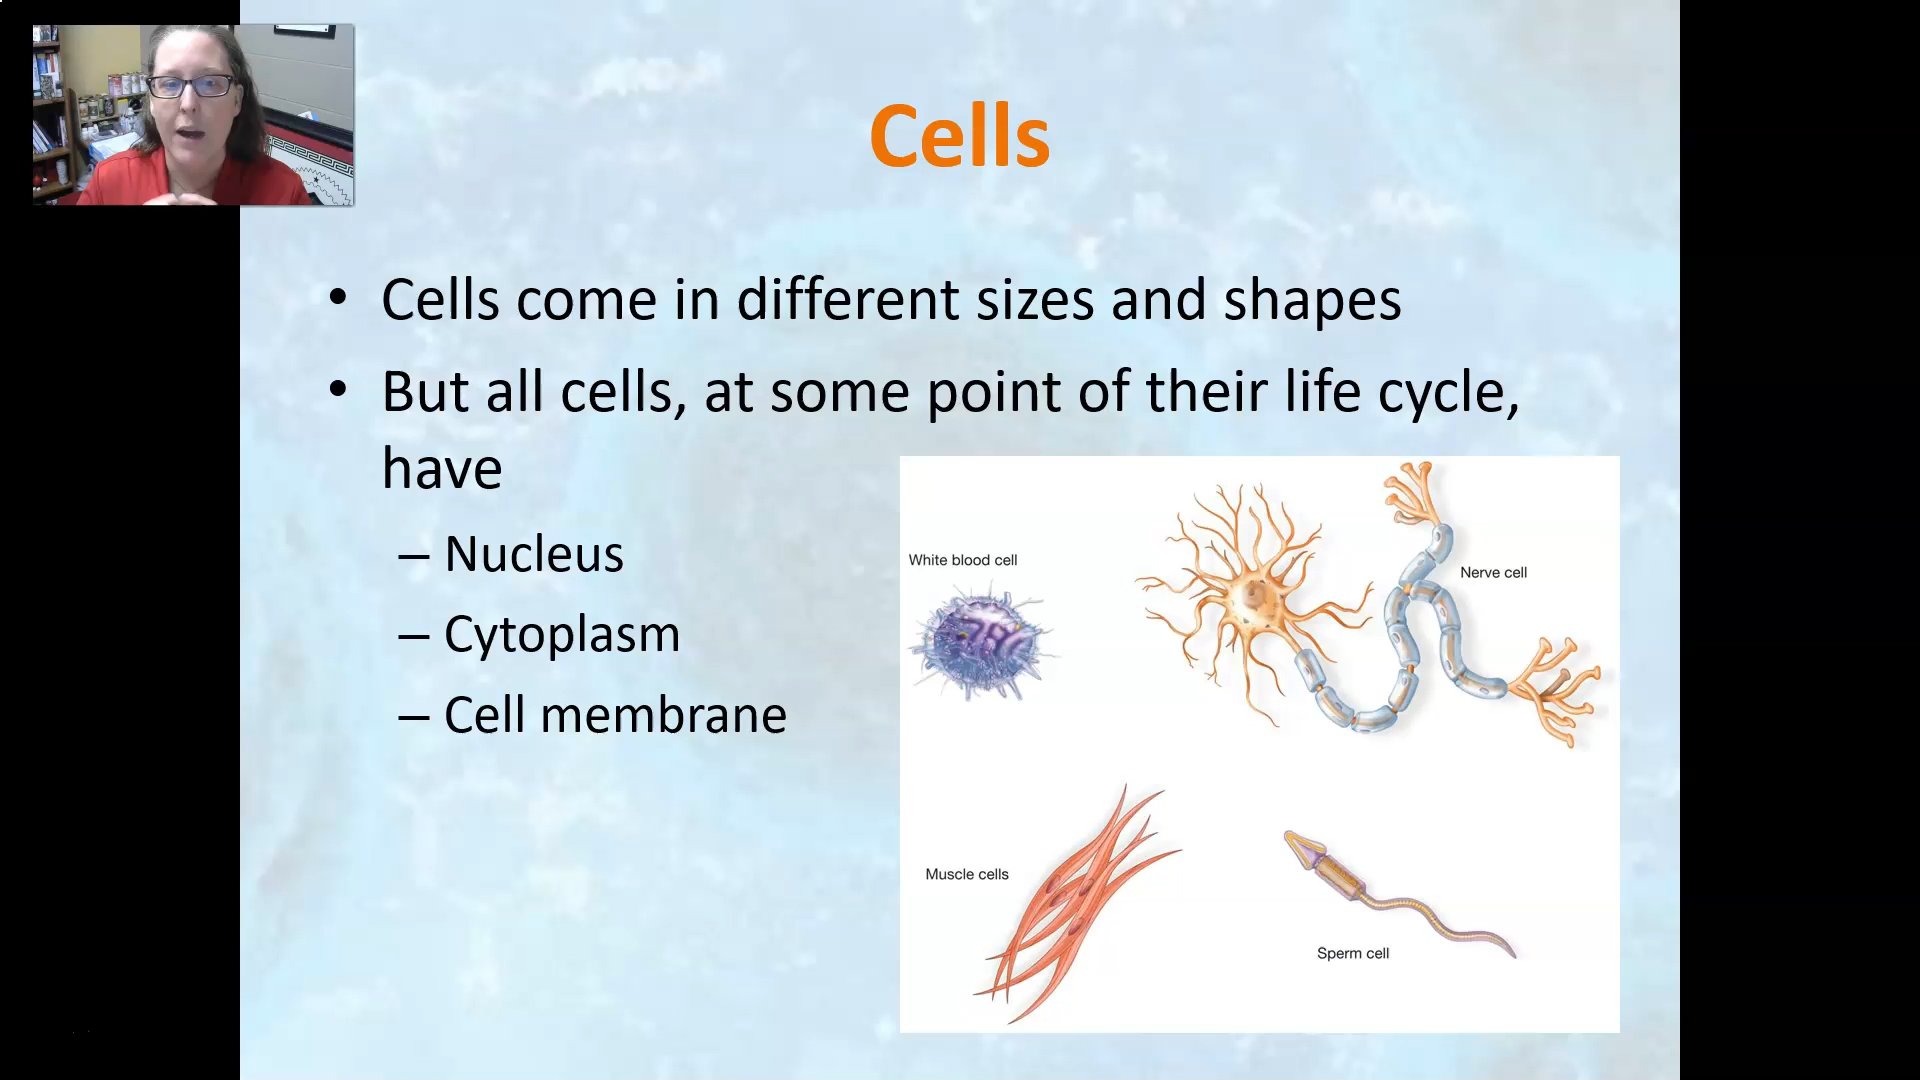 Cells
• Cells come in different sizes and shapes
• But all cells, at some point of their life cycle,
have
– Nucleus
– Cytoplasm
– Cell membrane
White blood cell
Nerve cell
Muscle cells
Sperm cell